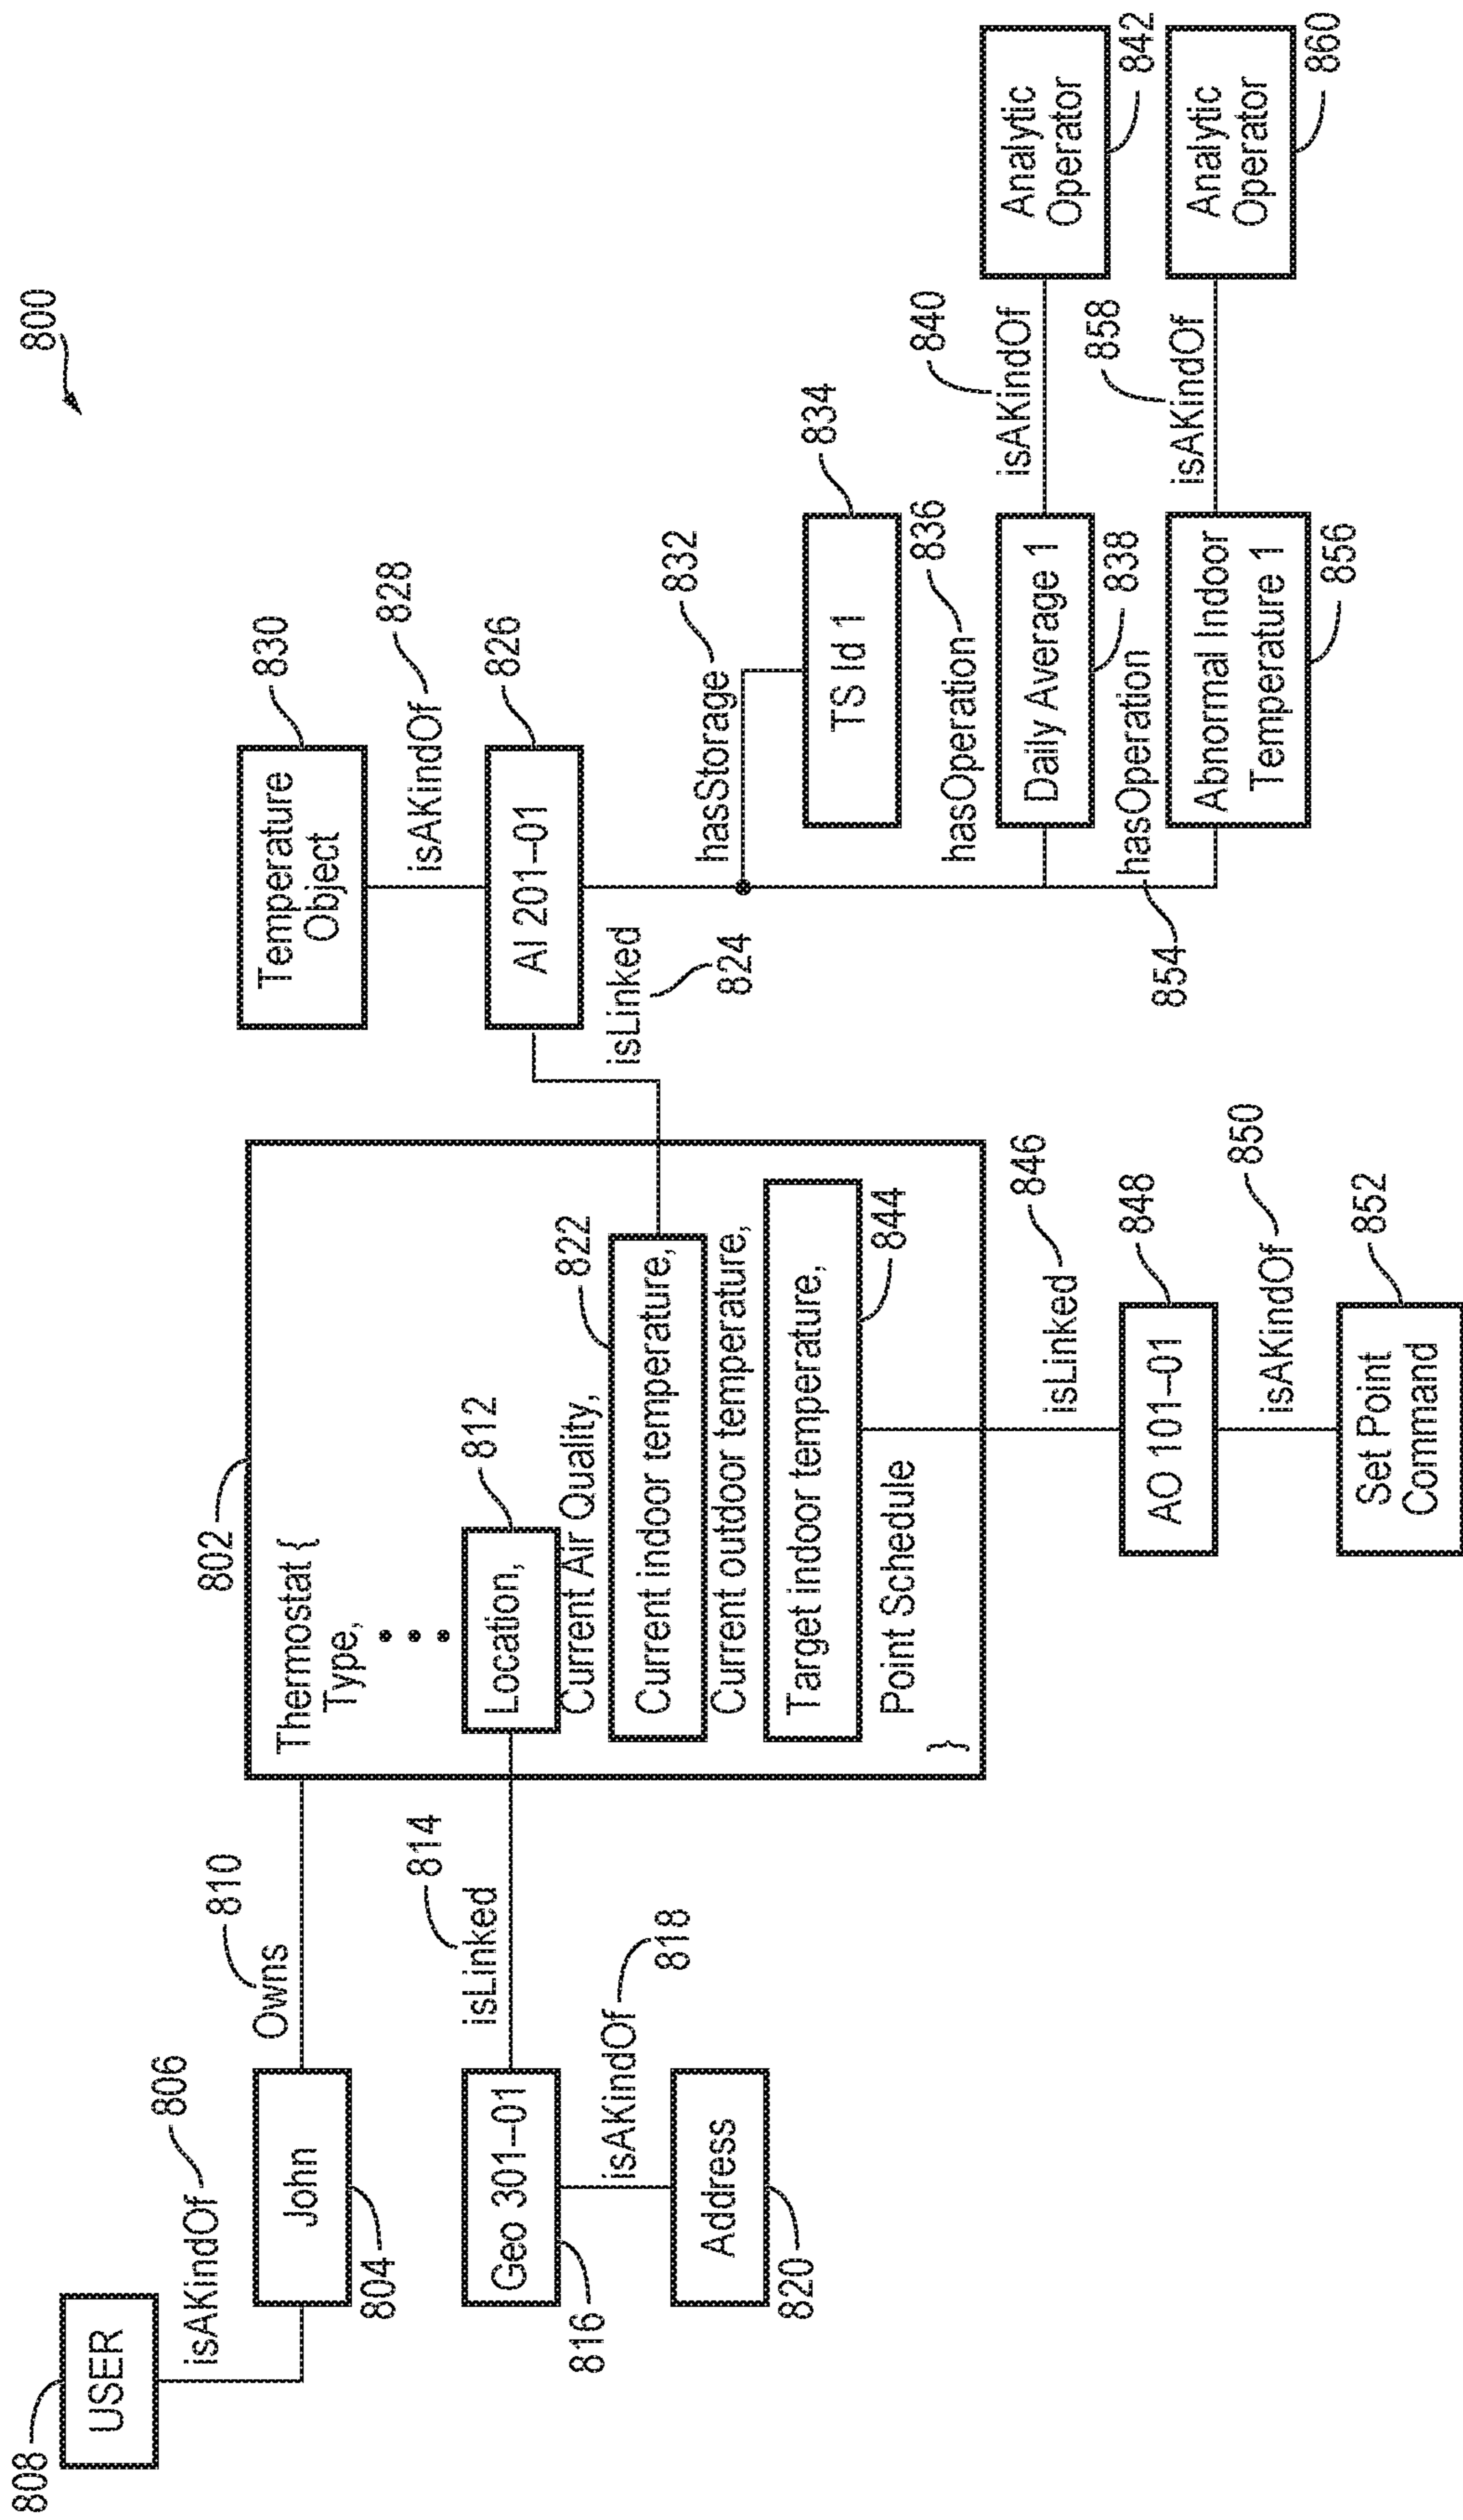 800
808
USER
isAKindOf
806
John
804
Owns
810
Geo 301–01
816
isLinked
814
isAKindOf
818
Address
820
802
Thermostat {
Type,
Location,
812
Current Air Quality,
822
Current indoor temperature,
Current outdoor temperature,
Target indoor temperature,
844
Point Schedule
}
isLinked
846
AO 101–01
848
isAKindOf
850
Set Point
Command
852
Temperature
Object
830
isAKindOf
828
AI 201–01
826
isLinked
824
hasStorage
832
TS Id 1
834
hasOperation
836
Daily Average 1
838
isAKindOf
840
Analytic
Operator
842
hasOperation
854
Abnormal Indoor
Temperature 1
856
isAKindOf
858
Analytic
Operator
860